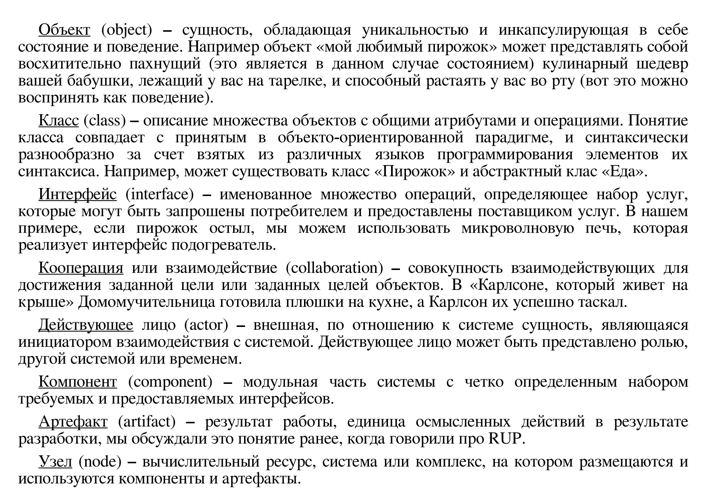 Объект (object) – сущность, обладающая уникальностью и инкапсулирующая в себе
состояние и поведение. Например объект «мой любимый пирожок» может представлять собой
восхитительно пахнущий (это является в данном случае состоянием) кулинарный шедевр
вашей бабушки, лежащий у вас на тарелке, и способный растаять у вас во рту (вот это можно
воспринять как поведение).
Класс (class) – описание множества объектов с общими атрибутами и операциями. Понятие
класса совпадает с принятым в объекто-ориентированной парадигме, и синтаксически
разнообразно за счет взятых из различных языков программирования элементов их
синтаксиса. Например, может существовать класс «Пирожок» и абстрактный клас «Еда».
Интерфейс (interface) – именованное множество операций, определяющее набор услуг,
которые могут быть запрошены потребителем и предоставлены поставщиком услуг. В нашем
примере, если пирожок остыл, мы можем использовать микроволновую печь, которая
реализует интерфейс подогреватель.
Кооперация или взаимодействие (collaboration) – совокупность взаимодействующих для
достижения заданной цели или заданных целей объектов. В «Карлсоне, который живет на
крыше» Домомучительница готовила плюшки на кухне, а Карлсон их успешно таскал.
Действующее лицо (actor) – внешная, по отношению к системе сущность, являющаяся
инициатором взаимодействия с системой. Действующее лицо может быть представлено ролью,
другой системой или временем.
Компонент (component) – модульная часть системы с четко определенным набором
требуемых и предоставляемых интерфейсов.
Артефакт (artifact) – результат работы, единица осмысленных действий в результате
разработки, мы обсуждали это понятие ранее, когда говорили про RUP.
Узел (node) – вычислительный ресурс, система или комплекс, на котором размещаются и
используются компоненты и артефакты.